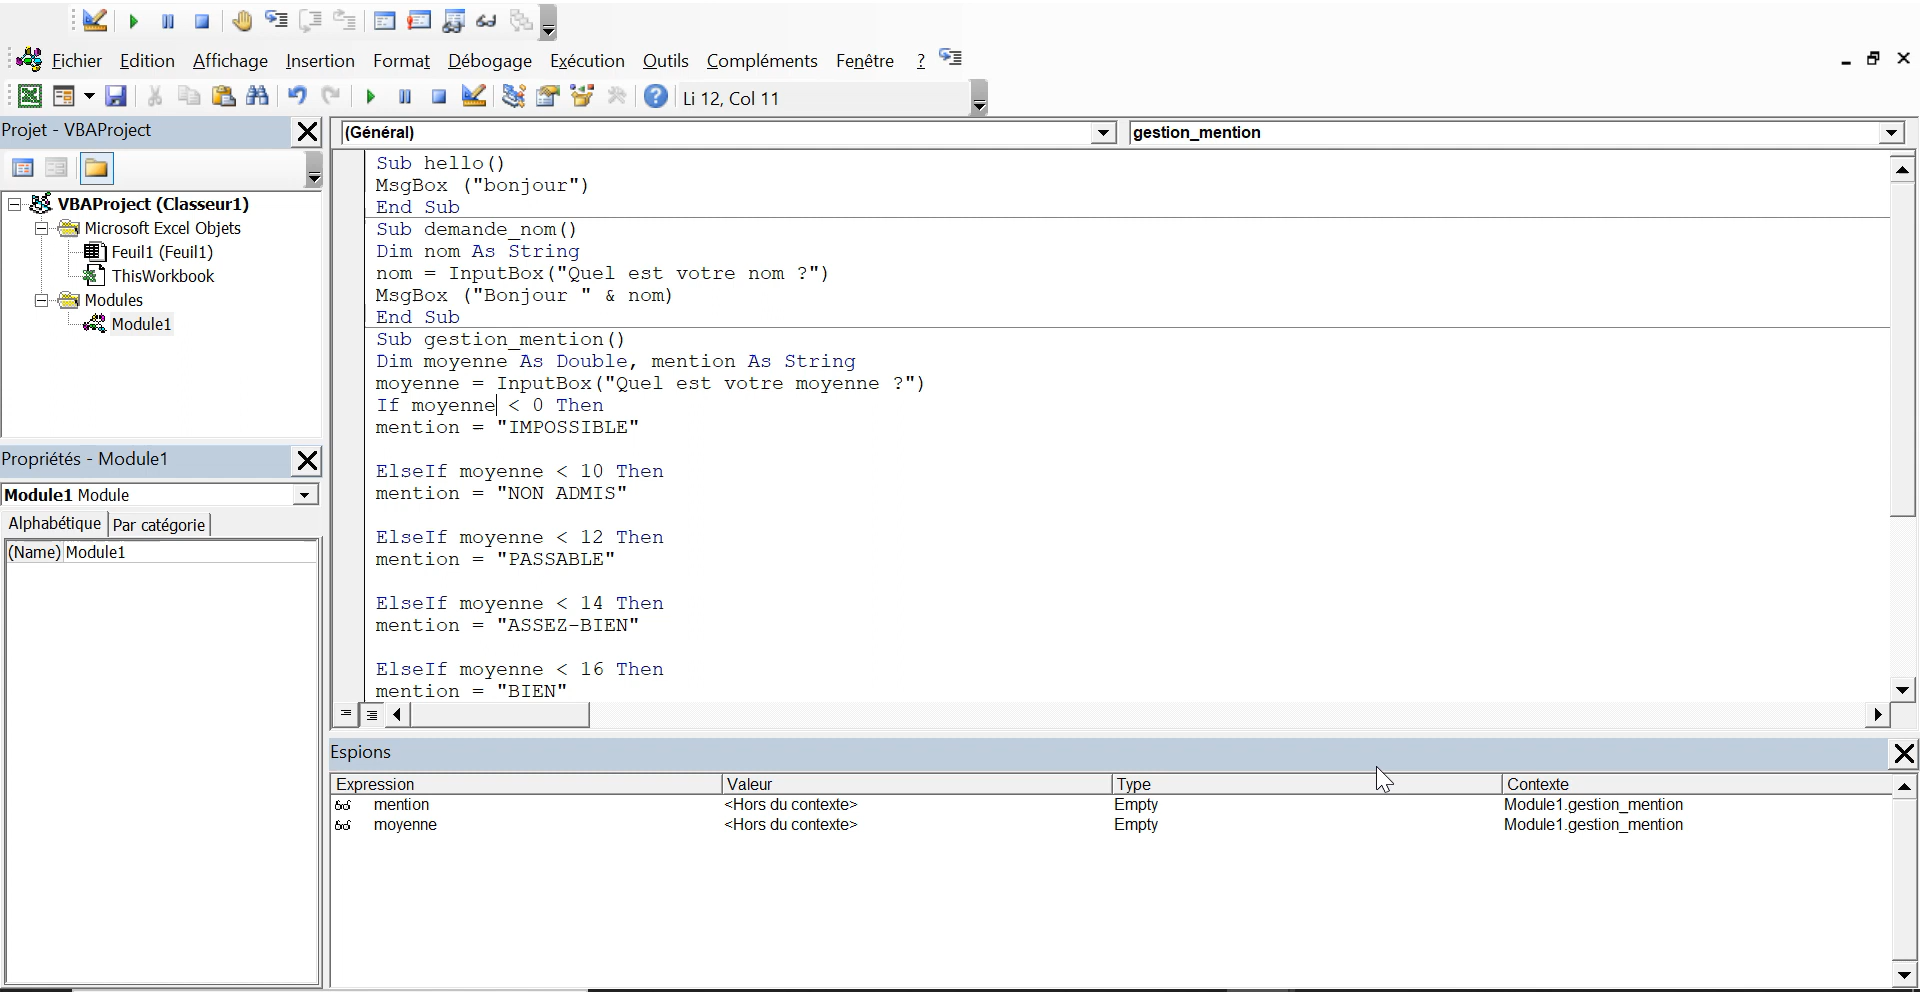 Fichier Edition Affichage Insertion Format Débogage Exécution Outils Compléments Fenêtre ?
Li 12, Col 11
Projet - VBAProject
VBAProject (Classeur1)
Microsoft Excel Objets
Feuil1 (Feuil1)
ThisWorkbook
Modules
Module1
Propriétés - Module1
Module1 Module
Alphabétique Par catégorie
(Name) Module1
(Général) gestion_mention
Sub hello()
MsgBox ("bonjour")
End Sub
Sub demande_nom()
Dim nom As String
nom = InputBox("Quel est votre nom ?")
MsgBox ("Bonjour " & nom)
End Sub
Sub gestion_mention()
Dim moyenne As Double, mention As String
moyenne = InputBox("Quel est votre moyenne ?")
If moyenne < 0 Then
mention = "IMPOSSIBLE"
ElseIf moyenne < 10 Then
mention = "NON ADMIS"
ElseIf moyenne < 12 Then
mention = "PASSABLE"
ElseIf moyenne < 14 Then
mention = "ASSEZ-BIEN"
ElseIf moyenne < 16 Then
mention = "BIEN"
Espions
Expression Valeur Type Contexte
mention <Hors du contexte> Empty Module1.gestion_mention
moyenne <Hors du contexte> Empty Module1.gestion_mention